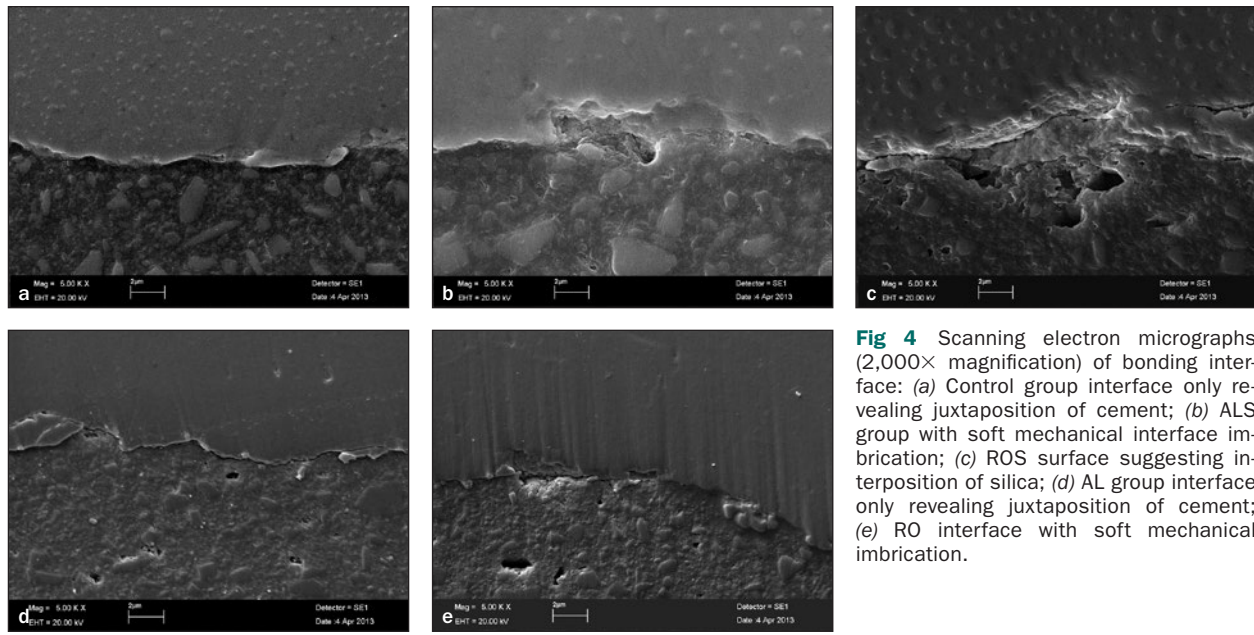 Mag = 5.00 K X
2µm
Detector = SE1
a
EHT = 20.00 kV
Date :4 Apr 2013
Mag = 5.00 K X
2µm
Detector = SE1
b
EHT = 20.00 kV
Date :4 Apr 2013
Mag = 5.00 K X
2µm
Detector = SE1
c
EHT = 20.00 kV
Date :4 Apr 2013
Mag = 5.00 K X
2µm
Detector = SE1
d
EHT = 20.00 kV
Date :4 Apr 2013
Mag = 5.00 K X
2µm
Detector = SE1
e
EHT = 20.00 kV
Date :4 Apr 2013
Fig 4 Scanning electron micrographs
(2,000× magnification) of bonding inter-
face: (a) Control group interface only re-
vealing juxtaposition of cement; (b) ALS
group with soft mechanical interface im-
brication; (c) ROS surface suggesting in-
terposition of silica; (d) AL group interface
only revealing juxtaposition of cement;
(e) RO interface with soft mechanical
imbrication.